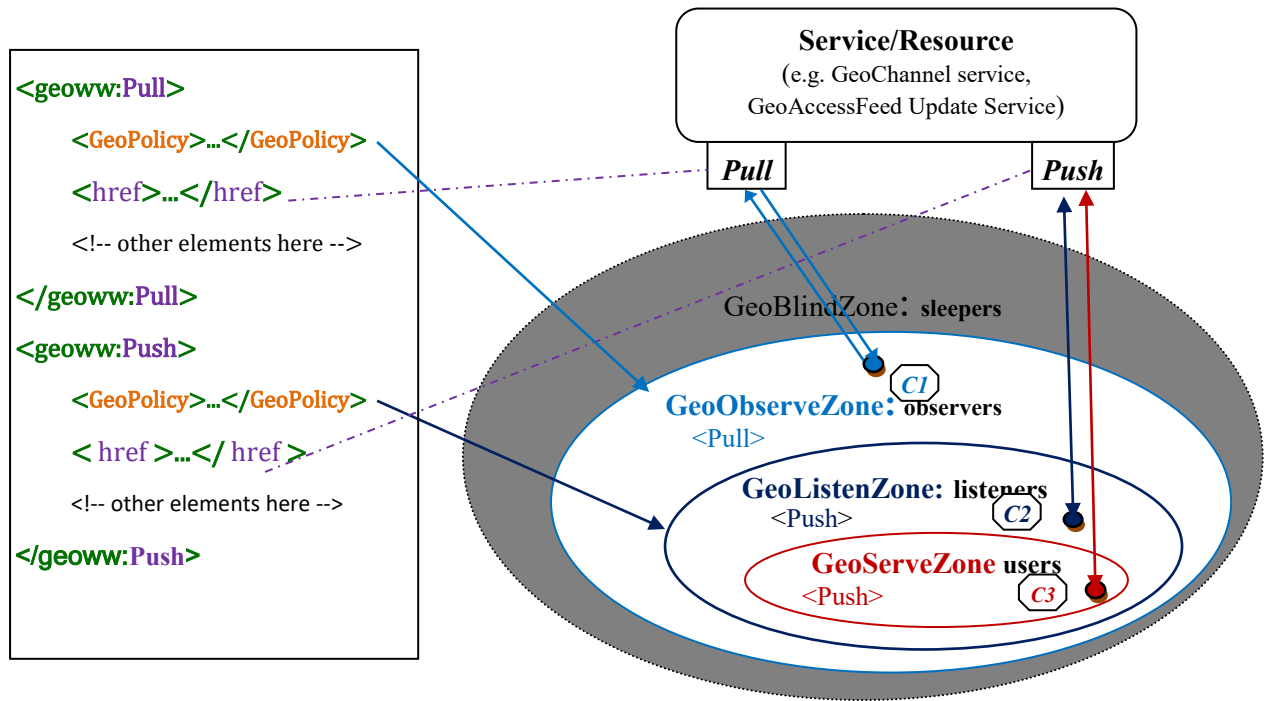 <geoww:Pull>
<GeoPolicy>...</GeoPolicy>
<href>...</href>
<!-- other elements here -->
</geoww:Pull>
<geoww:Push>
<GeoPolicy>...</GeoPolicy>
< href >...</ href >
<!-- other elements here -->
</geoww:Push>
Service/Resource
(e.g. GeoChannel service,
GeoAccessFeed Update Service)
Pull
Push
GeoBlindZone: sleepers
C1
GeoObserveZone: observers
<Pull>
GeoListenZone: listeners
<Push>
C2
GeoServeZone users
<Push>
C3